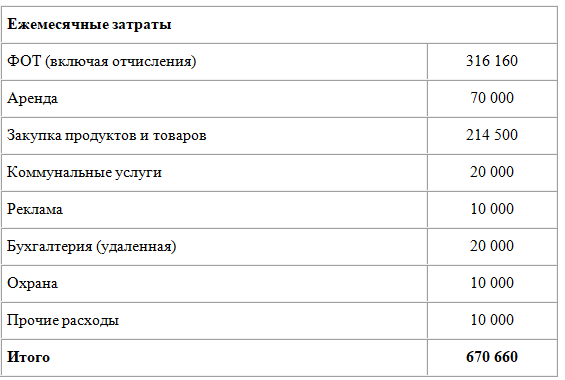 Ежемесячные затраты
ФОТ (включая отчисления) 316 160
Аренда 70 000
Закупка продуктов и товаров 214 500
Коммунальные услуги 20 000
Реклама 10 000
Бухгалтерия (удаленная) 20 000
Охрана 10 000
Прочие расходы 10 000
Итого 670 660